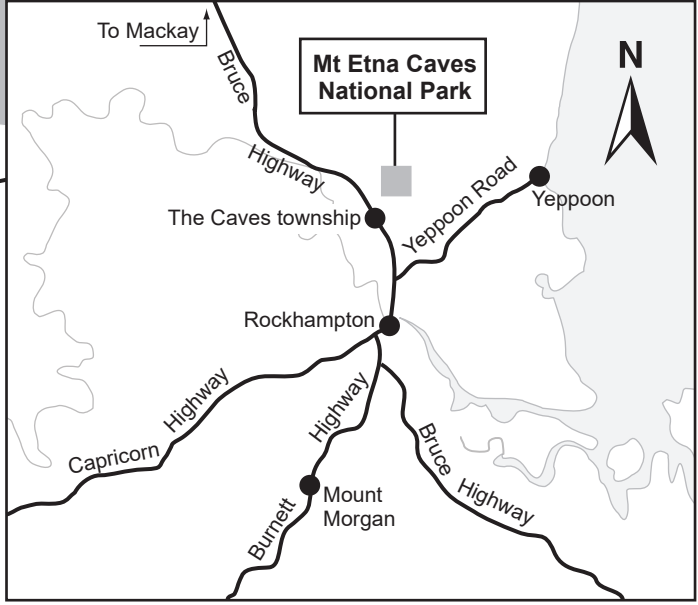 To Mackay
Bruce
Highway
Mt Etna Caves
National Park
N
The Caves township
Yeppoon Road
Yeppoon
Rockhampton
Capricorn
Highway
Highway
Burnett
Mount
Morgan
Bruce
Highway